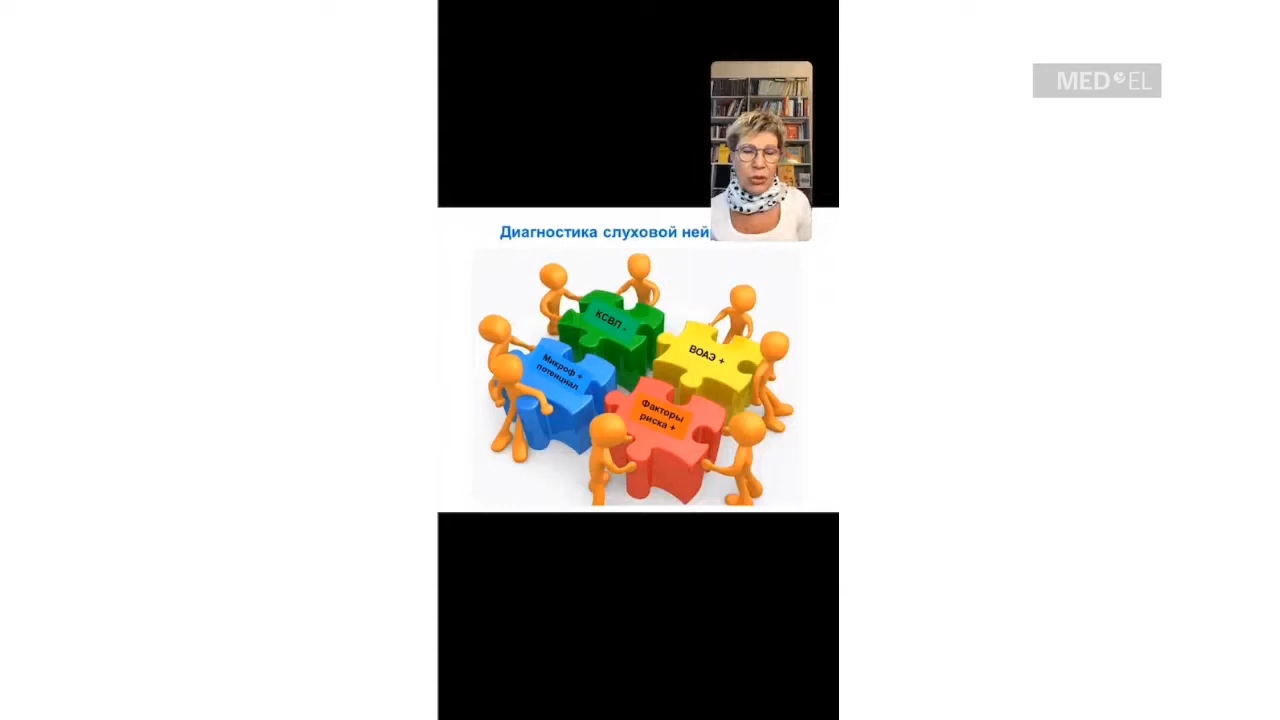 MED EL
Диагностика слуховой ней
КСВП -
ВОАЭ +
Микроф +
потенциал
Факторы
риска +